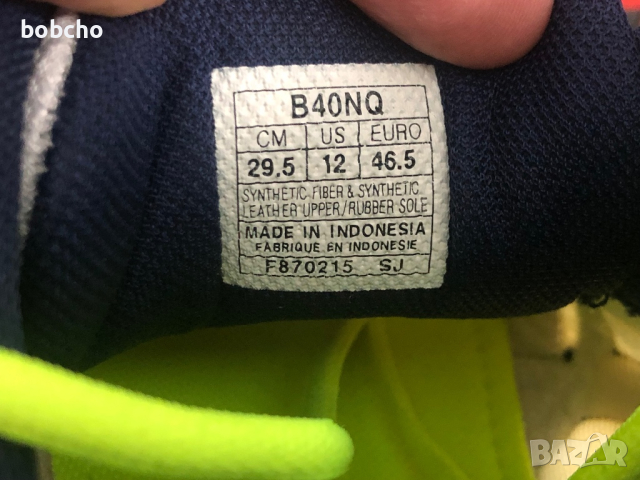 bobcho
B40NQ
CM US EURO
29.5 12 46.5
SYNTHETIC FIBER & SYNTHETIC
LEATHER UPPER/RUBBER SOLE
MADE IN INDONESIA
FABRIQUE EN INDONESIE
F870215 SJ
BAZAR